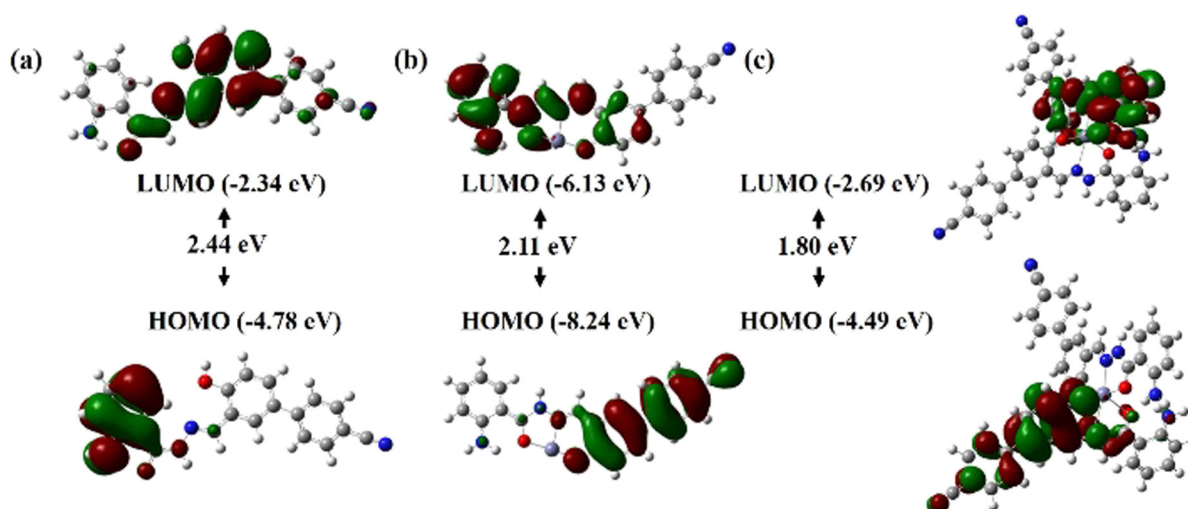 (a)
(b)
(c)
LUMO (-2.34 eV)
LUMO (-6.13 eV)
LUMO (-2.69 eV)
2.44 eV
2.11 eV
1.80 eV
HOMO (-4.78 eV)
HOMO (-8.24 eV)
HOMO (-4.49 eV)